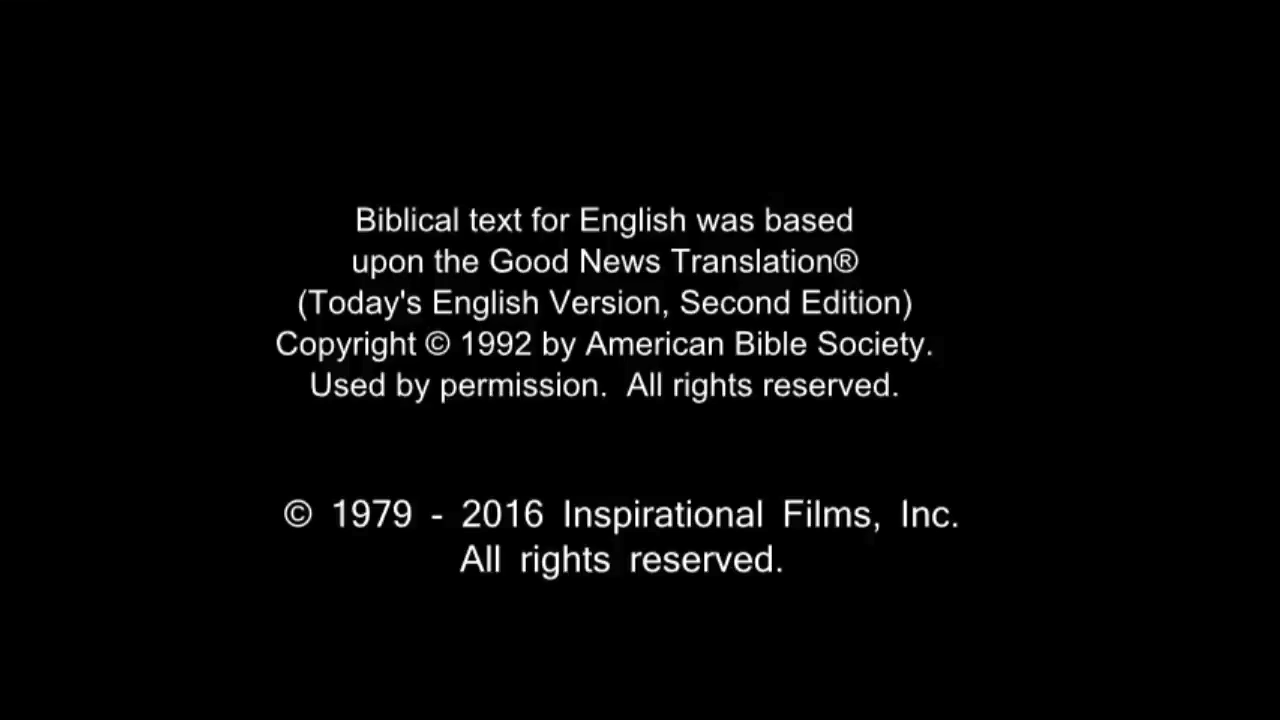 Biblical text for English was based
upon the Good News Translation®
(Today's English Version, Second Edition)
Copyright © 1992 by American Bible Society.
Used by permission.  All rights reserved.
© 1979 - 2016 Inspirational Films, Inc.
All rights reserved.